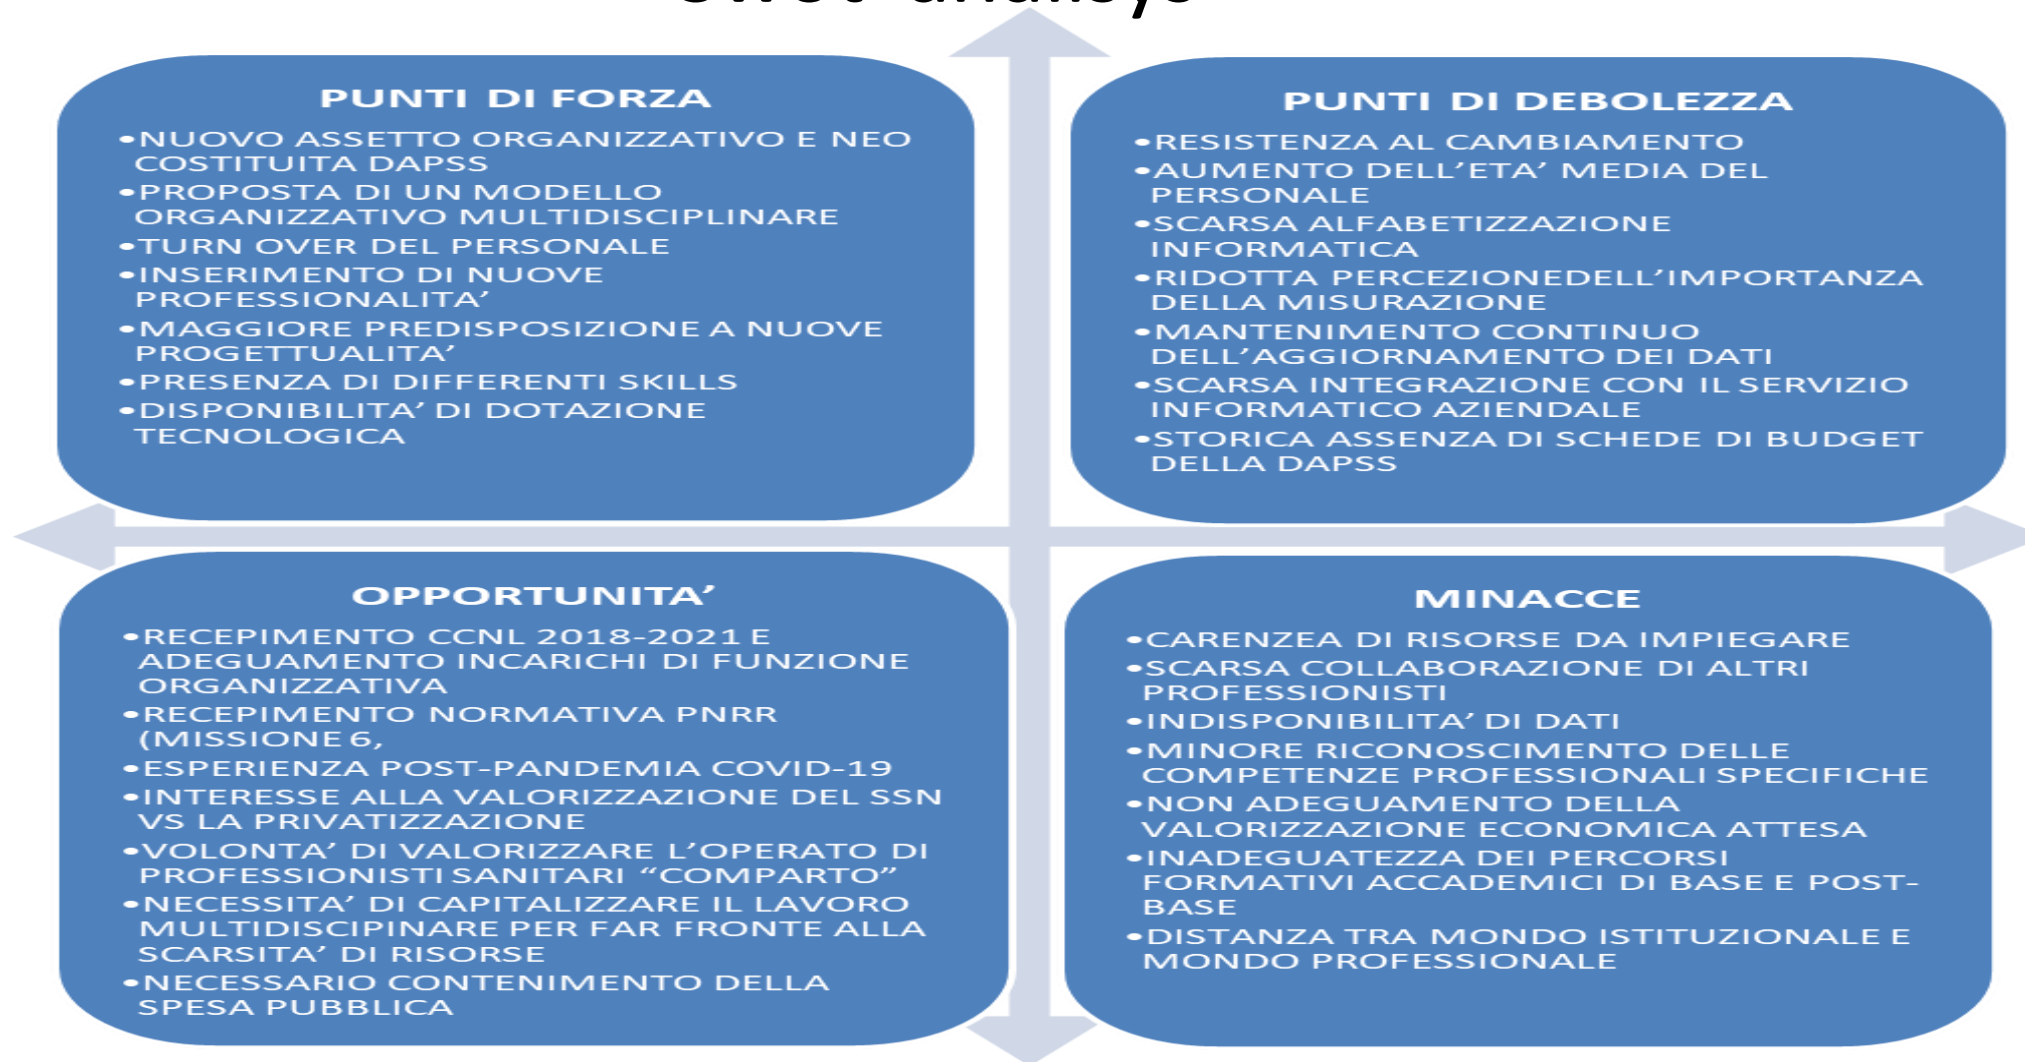 PUNTI DI FORZA
•NUOVO ASSETTO ORGANIZZATIVO E NEO
COSTITUITA DAPSS
•PROPOSTA DI UN MODELLO
ORGANIZZATIVO MULTIDISCIPLINARE
•TURN OVER DEL PERSONALE
•INSERIMENTO DI NUOVE
PROFESSIONALITA’
•MAGGIORE PREDISPOSIZIONE A NUOVE
PROGETTUALITA’
•PRESENZA DI DIFFERENTI SKILLS
•DISPONIBILITA’ DI DOTAZIONE
TECNOLOGICA
PUNTI DI DEBOLEZZA
•RESISTENZA AL CAMBIAMENTO
•AUMENTO DELL’ETA’ MEDIA DEL
PERSONALE
•SCARSA ALFABETIZZAZIONE
INFORMATICA
•RIDOTTA PERCEZIONEDELL’IMPORTANZA
DELLA MISURAZIONE
•MANTENIMENTO CONTINUO
DELL’AGGIORNAMENTO DEI DATI
•SCARSA INTEGRAZIONE CON IL SERVIZIO
INFORMATICO AZIENDALE
•STORICA ASSENZA DI SCHEDE DI BUDGET
DELLA DAPSS
OPPORTUNITA’
•RECEPIMENTO CCNL 2018-2021 E
ADEGUAMENTO INCARICHI DI FUNZIONE
ORGANIZZATIVA
•RECEPIMENTO NORMATIVA PNRR
(MISSIONE 6,
•ESPERIENZA POST-PANDEMIA COVID-19
•INTERESSE ALLA VALORIZZAZIONE DEL SSN
VS LA PRIVATIZZAZIONE
•VOLONTA’ DI VALORIZZARE L’OPERATO DI
PROFESSIONISTI SANITARI “COMPARTO”
•NECESSITA’ DI CAPITALIZZARE IL LAVORO
MULTIDISCIPINARE PER FAR FRONTE ALLA
SCARSITA’ DI RISORSE
•NECESSARIO CONTENIMENTO DELLA
SPESA PUBBLICA
MINACCE
•CARENZEA DI RISORSE DA IMPIEGARE
•SCARSA COLLABORAZIONE DI ALTRI
PROFESSIONISTI
•INDISPONIBILITA’ DI DATI
•MINORE RICONOSCIMENTO DELLE
COMPETENZE PROFESSIONALI SPECIFICHE
•NON ADEGUAMENTO DELLA
VALORIZZAZIONE ECONOMICA ATTESA
•INADEGUATEZZA DEI PERCORSI
FORMATIVI ACCADEMICI DI BASE E POST-
BASE
•DISTANZA TRA MONDO ISTITUZIONALE E
MONDO PROFESSIONALE